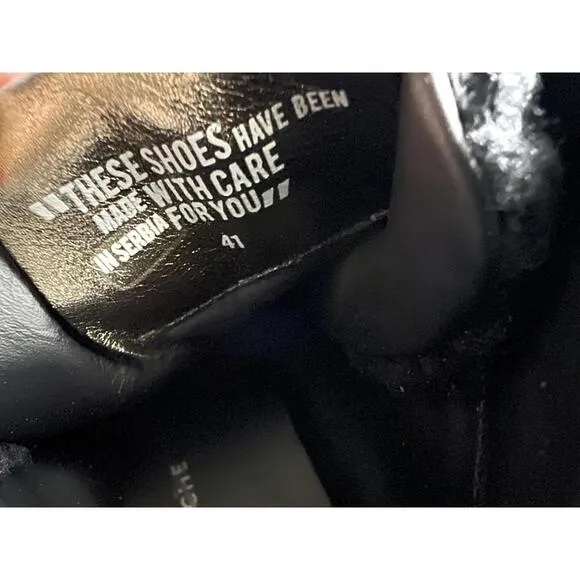 "THESE SHOES HAVE BEEN
MADE WITH CARE
IN SERBIA FOR YOU"
41